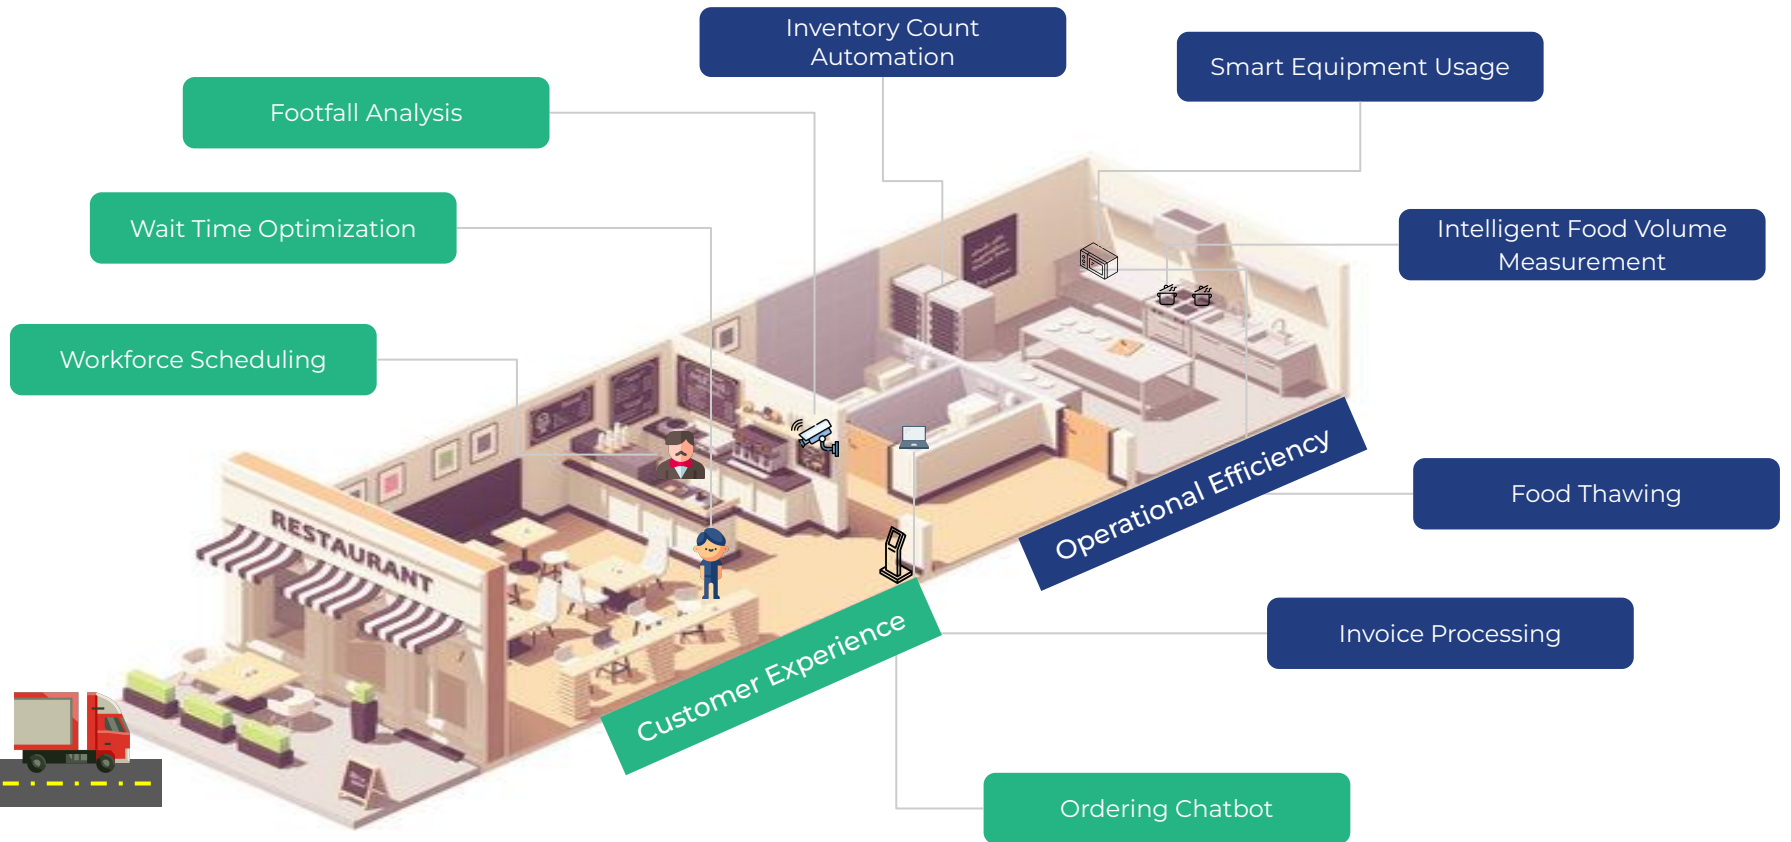 Inventory Count
Automation
Smart Equipment Usage
Footfall Analysis
Wait Time Optimization
Intelligent Food Volume
Measurement
Workforce Scheduling
RESTAURANT
Operational Efficiency
Food Thawing
Customer Experience
Invoice Processing
Ordering Chatbot